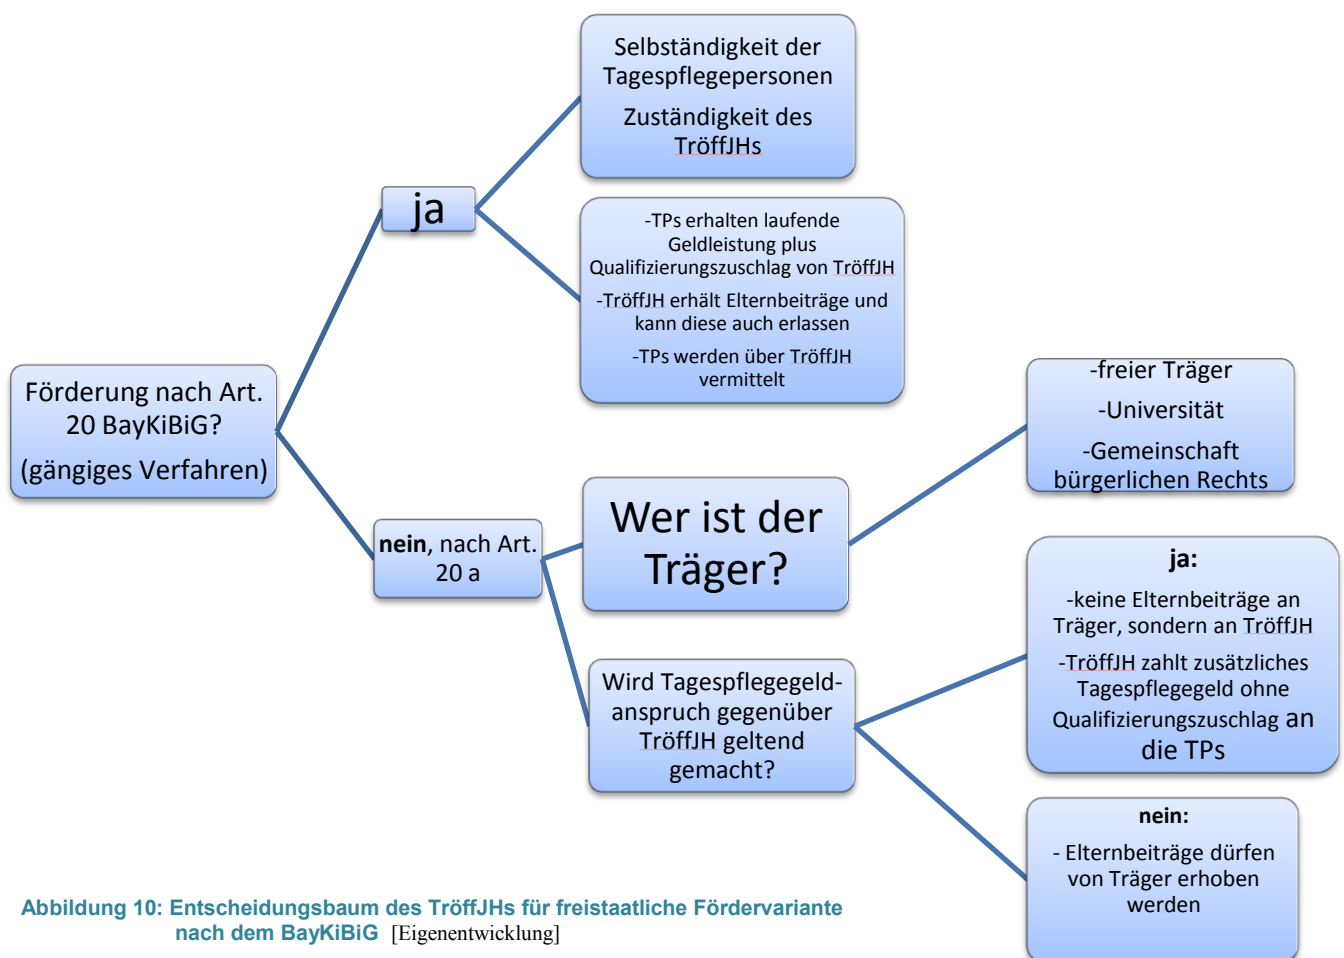 Selbständigkeit der
Tagespflegepersonen
Zuständigkeit des
TröffJHs
ja
-TPs erhalten laufende
Geldleistung plus
Qualifizierungszuschlag von TröffJH
-TröffJH erhält Elternbeiträge und
kann diese auch erlassen
-TPs werden über TröffJH
vermittelt
Förderung nach Art.
20 BayKiBiG?
(gängiges Verfahren)
nein, nach Art.
20 a
Wer ist der
Träger?
-freier Träger
-Universität
-Gemeinschaft
bürgerlichen Rechts
Wird Tagespflegegeld-
anspruch gegenüber
TröffJH geltend
gemacht?
ja:
-keine Elternbeiträge an
Träger, sondern an TröffJH
-TröffJH zahlt zusätzliches
Tagespflegegeld ohne
Qualifizierungszuschlag an
die TPs
nein:
- Elternbeiträge dürfen
von Träger erhoben
werden
Abbildung 10: Entscheidungsbaum des TröffJHs für freistaatliche Fördervariante
nach dem BayKiBiG [Eigenentwicklung]